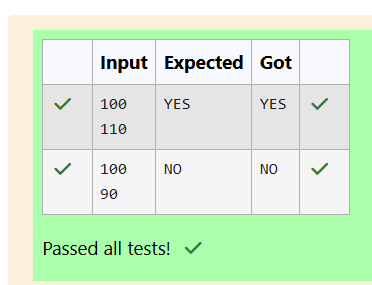 Input Expected Got
100 YES YES
110
100 NO NO
90
Passed all tests!